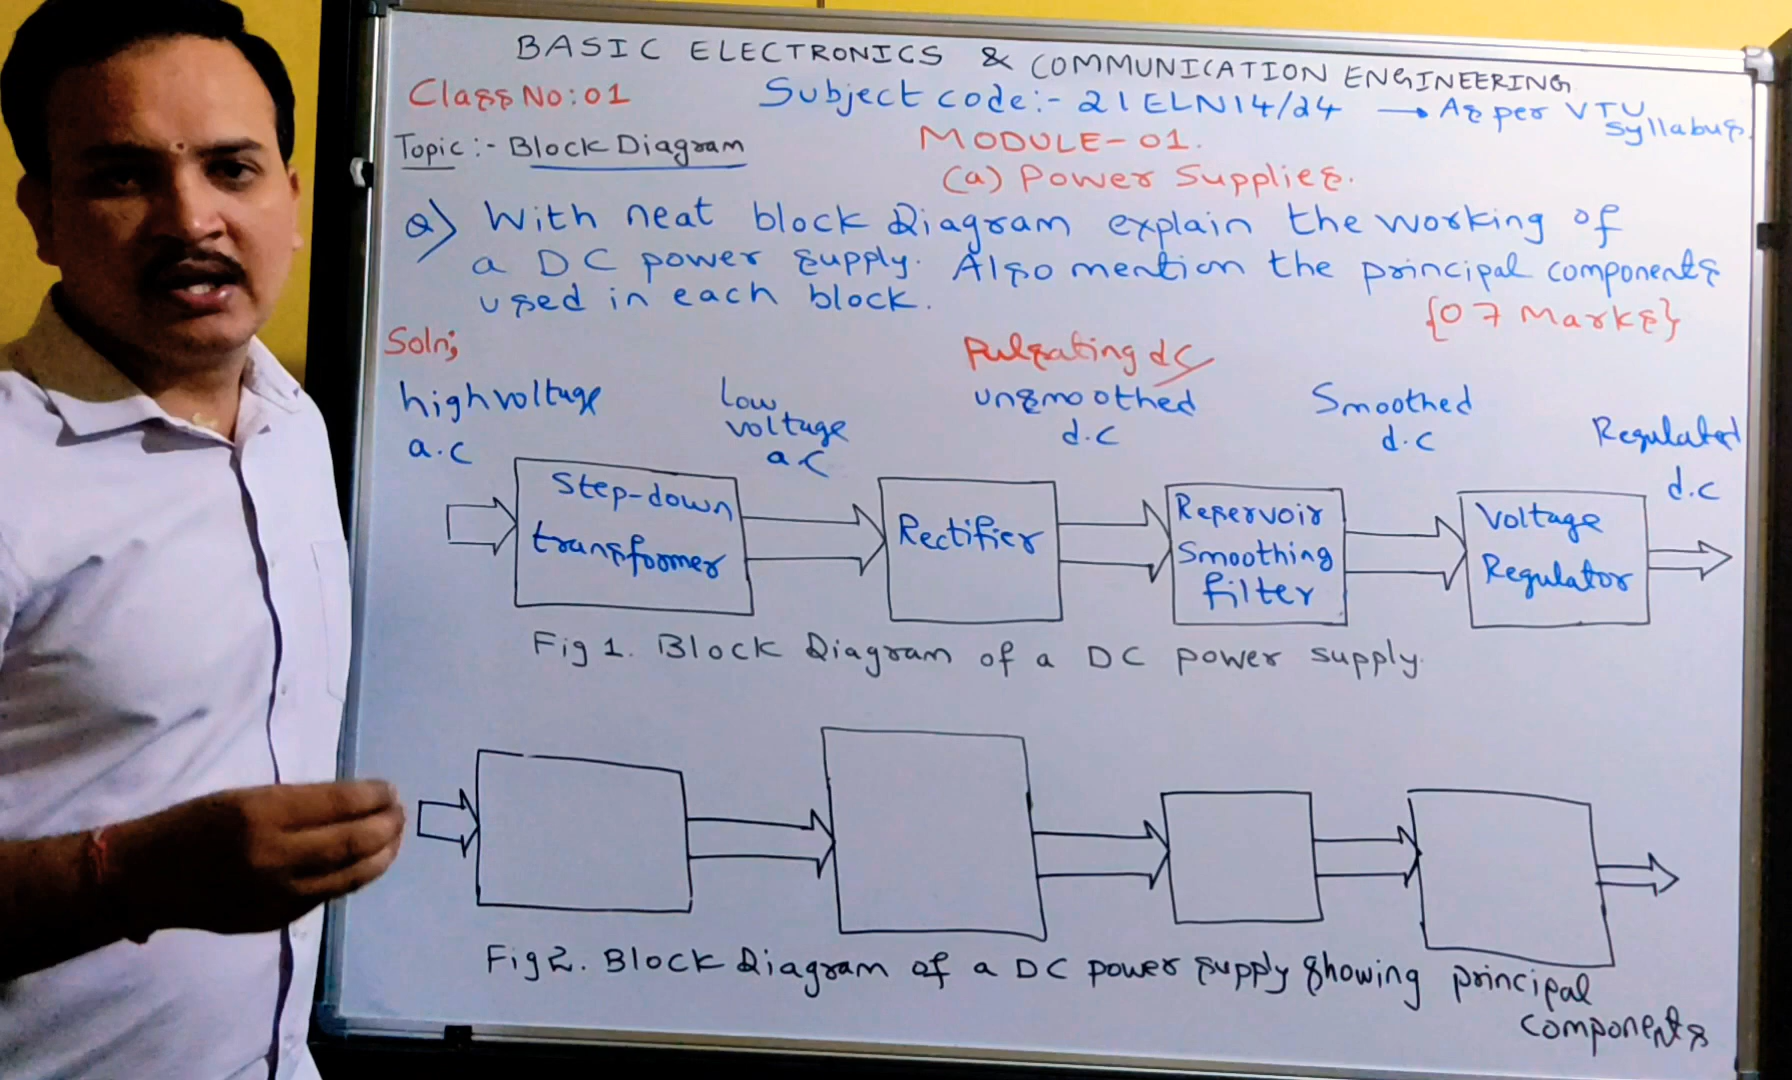 BASIC ELECTRONICS & COMMUNICATION ENGINEERING
Class No:01 Subject code:- 21ELN14/24 → As per VTU syllabus.
Topic:- Block Diagram MODULE-01.
(a) Power Supplies.
Q) With neat block Diagram explain the working of
a DC power supply. Also mention the principal components
used in each block.
{07 Marks}
Soln;
Pulsating dc
high voltage a.c
Low voltage a.c
unsmoothed d.c
Smoothed d.c
Regulated d.c
Step-down transformer
Rectifier
Reservoir Smoothing filter
Voltage Regulator
Fig 1. Block Diagram of a DC power supply.
Fig 2. Block Diagram of a DC power supply showing principal
components